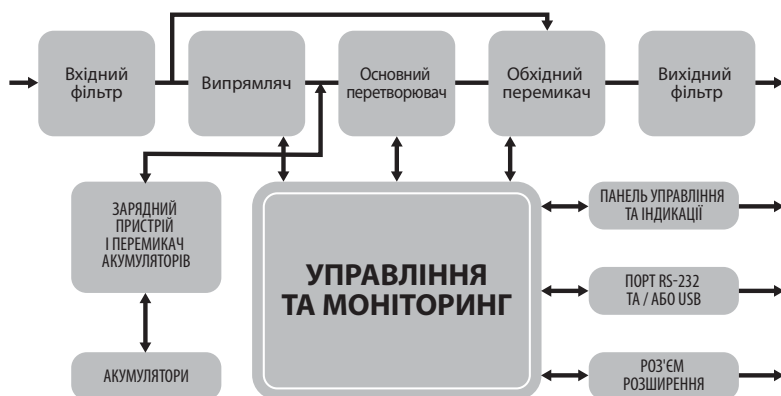 Вхідний
фільтр
Випрямляч
Основний
перетворювач
Обхідний
перемикач
Вихідний
фільтр
ЗАРЯДНИЙ
ПРИСТРІЙ
І ПЕРЕМИКАЧ
АКУМУЛЯТОРІВ
АКУМУЛЯТОРИ
УПРАВЛІННЯ
ТА МОНІТОРИНГ
ПАНЕЛЬ УПРАВЛІННЯ
ТА ІНДИКАЦІЇ
ПОРТ RS-232
ТА / АБО USB
РОЗ'ЄМ
РОЗШИРЕННЯ